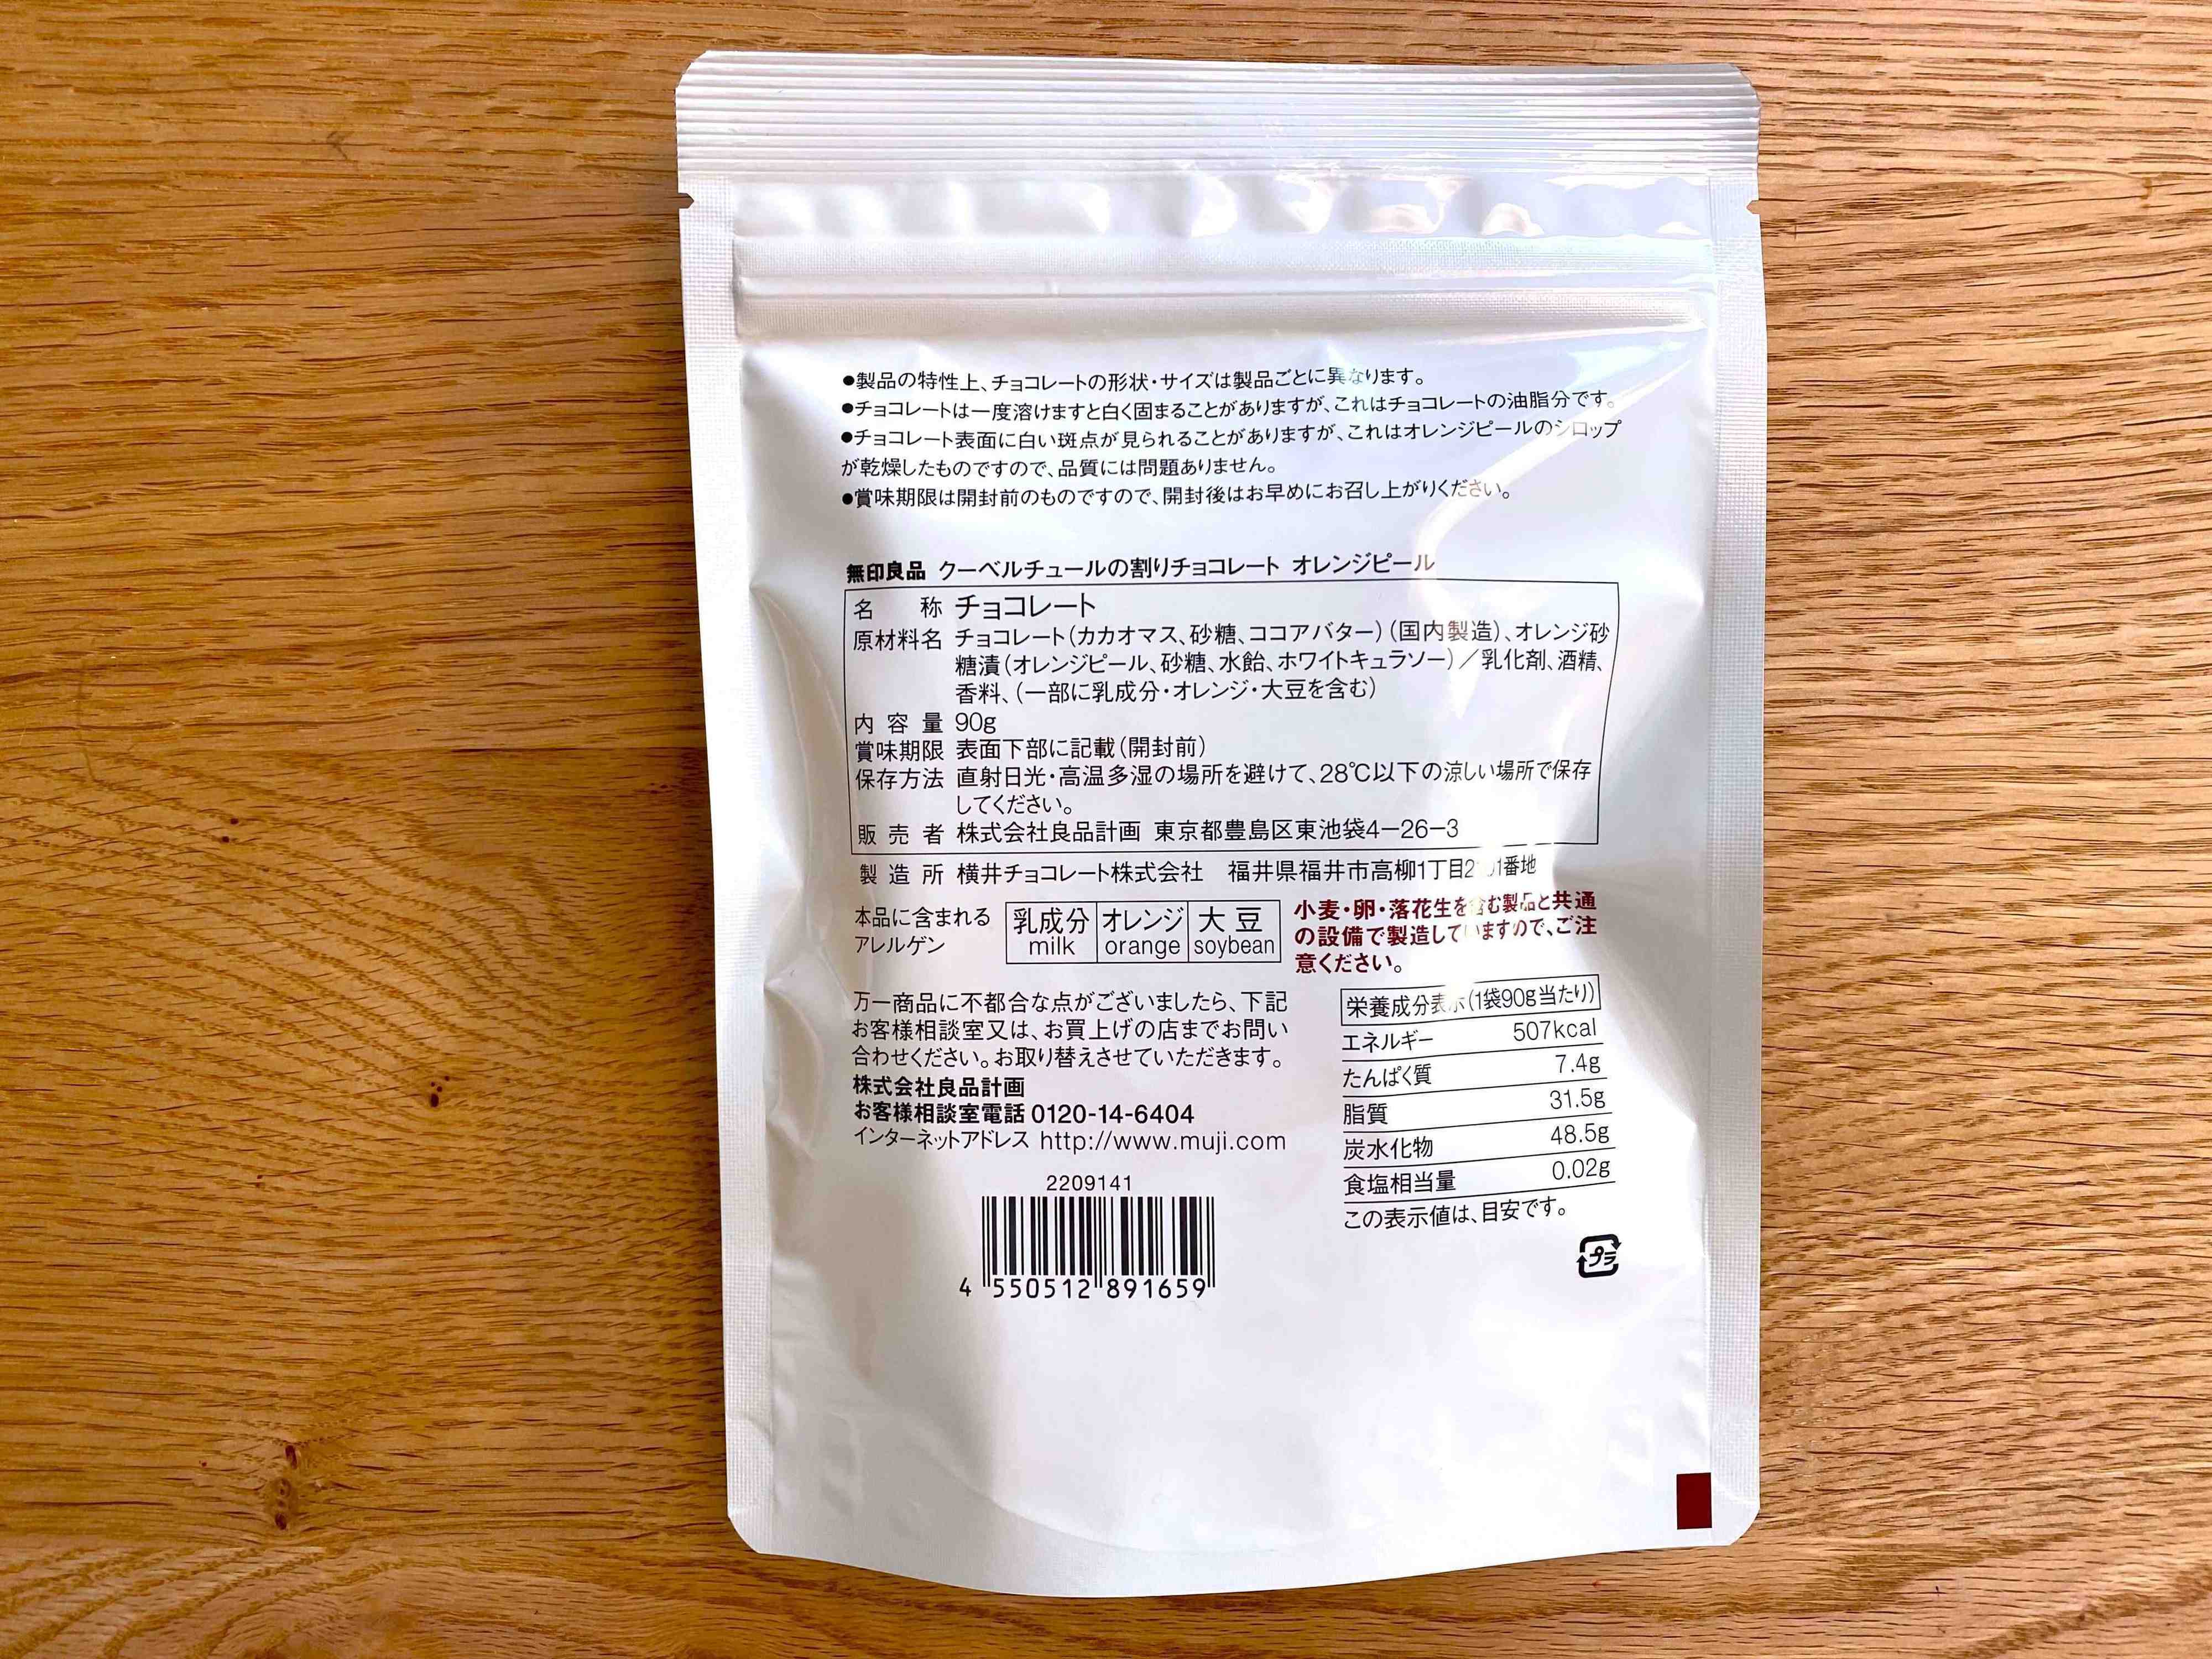 ●製品の特性上、チョコレートの形状・サイズは製品ごとに異なります。
●チョコレートは一度溶けますと白く固まることがありますが、これはチョコレートの油脂分です。
●チョコレート表面に白い斑点が見られることがありますが、これはオレンジピールのシロップ
が乾燥したものですので、品質には問題ありません。
●賞味期限は開封前のものですので、開封後はお早めにお召し上がりください。
無印良品 クーベルチュールの割りチョコレート オレンジピール
名称 チョコレート
原材料名 チョコレート(カカオマス、砂糖、ココアバター)(国内製造)、オレンジ砂
糖漬(オレンジピール、砂糖、水飴、ホワイトキュラソー)／乳化剤、酒精、
香料、(一部に乳成分・オレンジ・大豆を含む)
内容量 90g
賞味期限 表面下部に記載(開封前)
保存方法 直射日光・高温多湿の場所を避けて、28℃以下の涼しい場所で保存
してください。
販売者 株式会社良品計画 東京都豊島区東池袋4−26−3
製造所 横井チョコレート株式会社 福井県福井市高柳1丁目
本品に含まれる
アレルゲン
乳成分 オレンジ 大豆
milk orange soybean
小麦・卵・落花生を含む製品と共通
の設備で製造していますので、ご注
意ください。
万一商品に不都合な点がございましたら、下記
お客様相談室又は、お買上げの店までお問い
合わせください。お取り替えさせていただきます。
株式会社良品計画
お客様相談室電話 0120-14-6404
インターネットアドレス http://www.muji.com
栄養成分表示(1袋90g当たり)
エネルギー 507kcal
たんぱく質 7.4g
脂質 31.5g
炭水化物 48.5g
食塩相当量 0.02g
この表示値は、目安です。
プラ
2209141
4 550512 891659